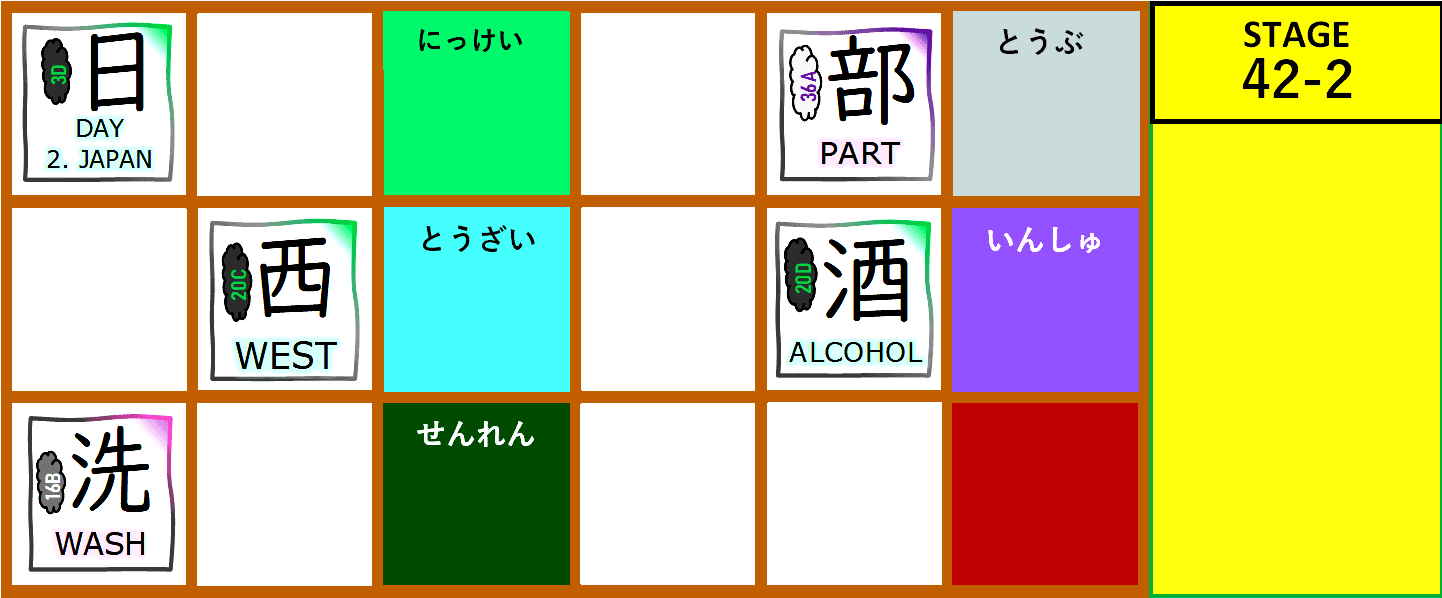 3D
日
DAY
2. JAPAN
にっけい
36A
部
PART
とうぶ
STAGE
42-2
20C
西
WEST
とうざい
20D
酒
ALCOHOL
いんしゅ
16B
洗
WASH
せんれん